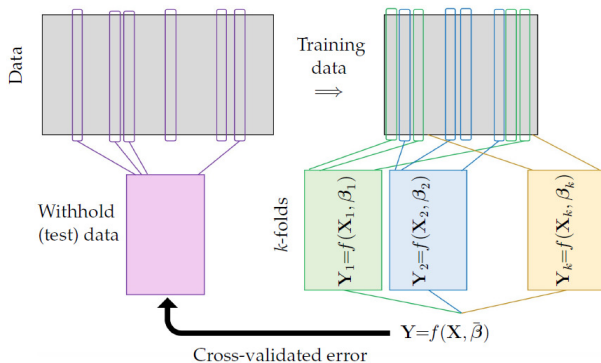 Data
Training
data
⟹
Withhold
(test) data
k-folds
Y₁=f(X₁, β₁)
Y₂=f(X₂, β₂)
Yₖ=f(Xₖ, βₖ)
Y=f(X, β̄)
Cross-validated error